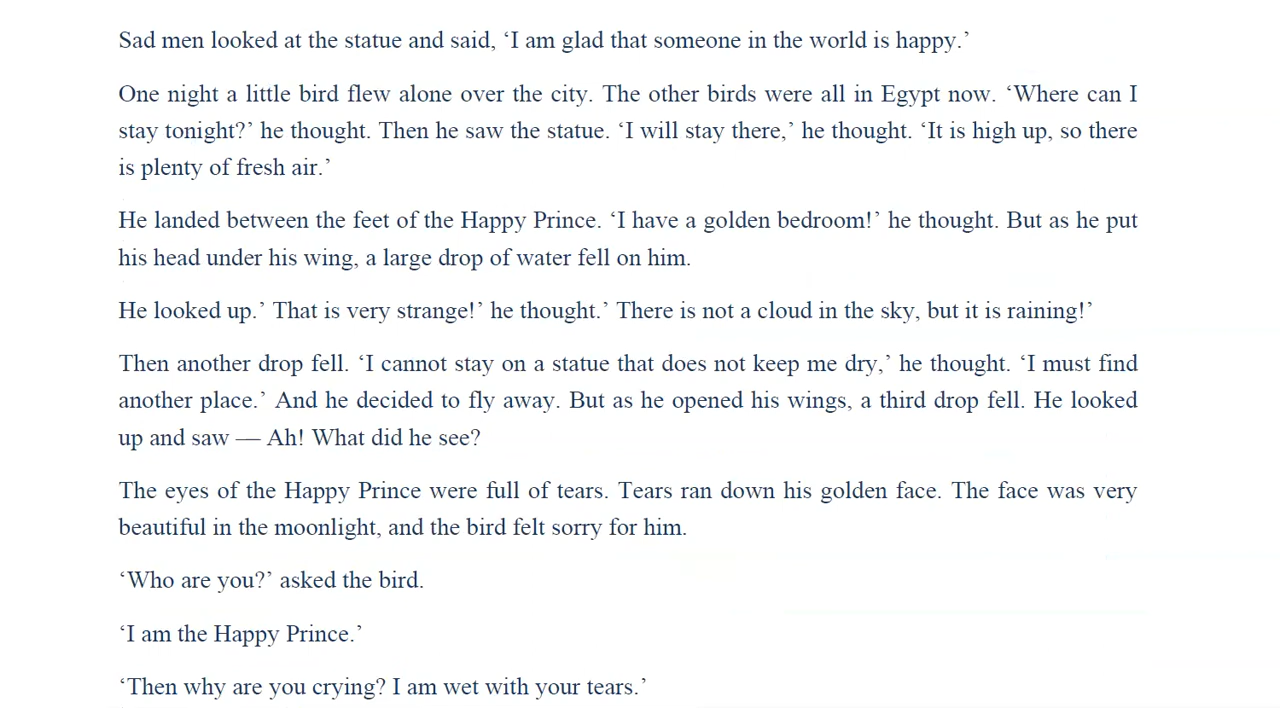 Sad men looked at the statue and said, ‘I am glad that someone in the world is happy.’
One night a little bird flew alone over the city. The other birds were all in Egypt now. ‘Where can I
stay tonight?’ he thought. Then he saw the statue. ‘I will stay there,’ he thought. ‘It is high up, so there
is plenty of fresh air.’
He landed between the feet of the Happy Prince. ‘I have a golden bedroom!’ he thought. But as he put
his head under his wing, a large drop of water fell on him.
He looked up.’ That is very strange!’ he thought.’ There is not a cloud in the sky, but it is raining!’
Then another drop fell. ‘I cannot stay on a statue that does not keep me dry,’ he thought. ‘I must find
another place.’ And he decided to fly away. But as he opened his wings, a third drop fell. He looked
up and saw — Ah! What did he see?
The eyes of the Happy Prince were full of tears. Tears ran down his golden face. The face was very
beautiful in the moonlight, and the bird felt sorry for him.
‘Who are you?’ asked the bird.
‘I am the Happy Prince.’
‘Then why are you crying? I am wet with your tears.’